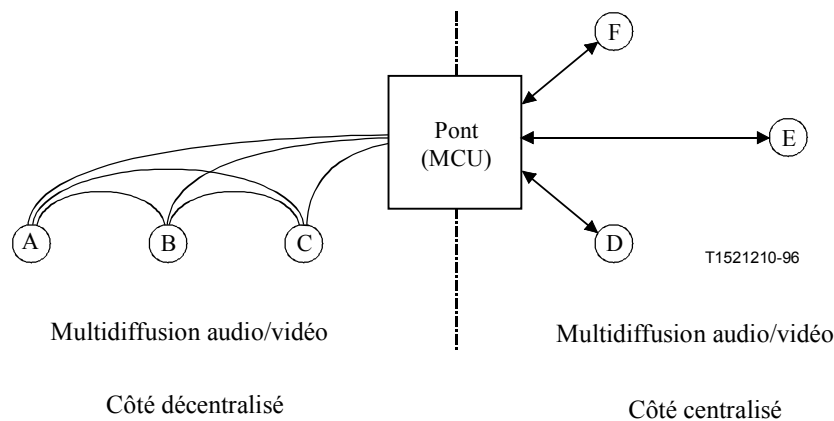 F
Pont
(MCU)
E
A
B
C
D
T1521210-96
Multidiffusion audio/vidéo
Multidiffusion audio/vidéo
Côté décentralisé
Côté centralisé